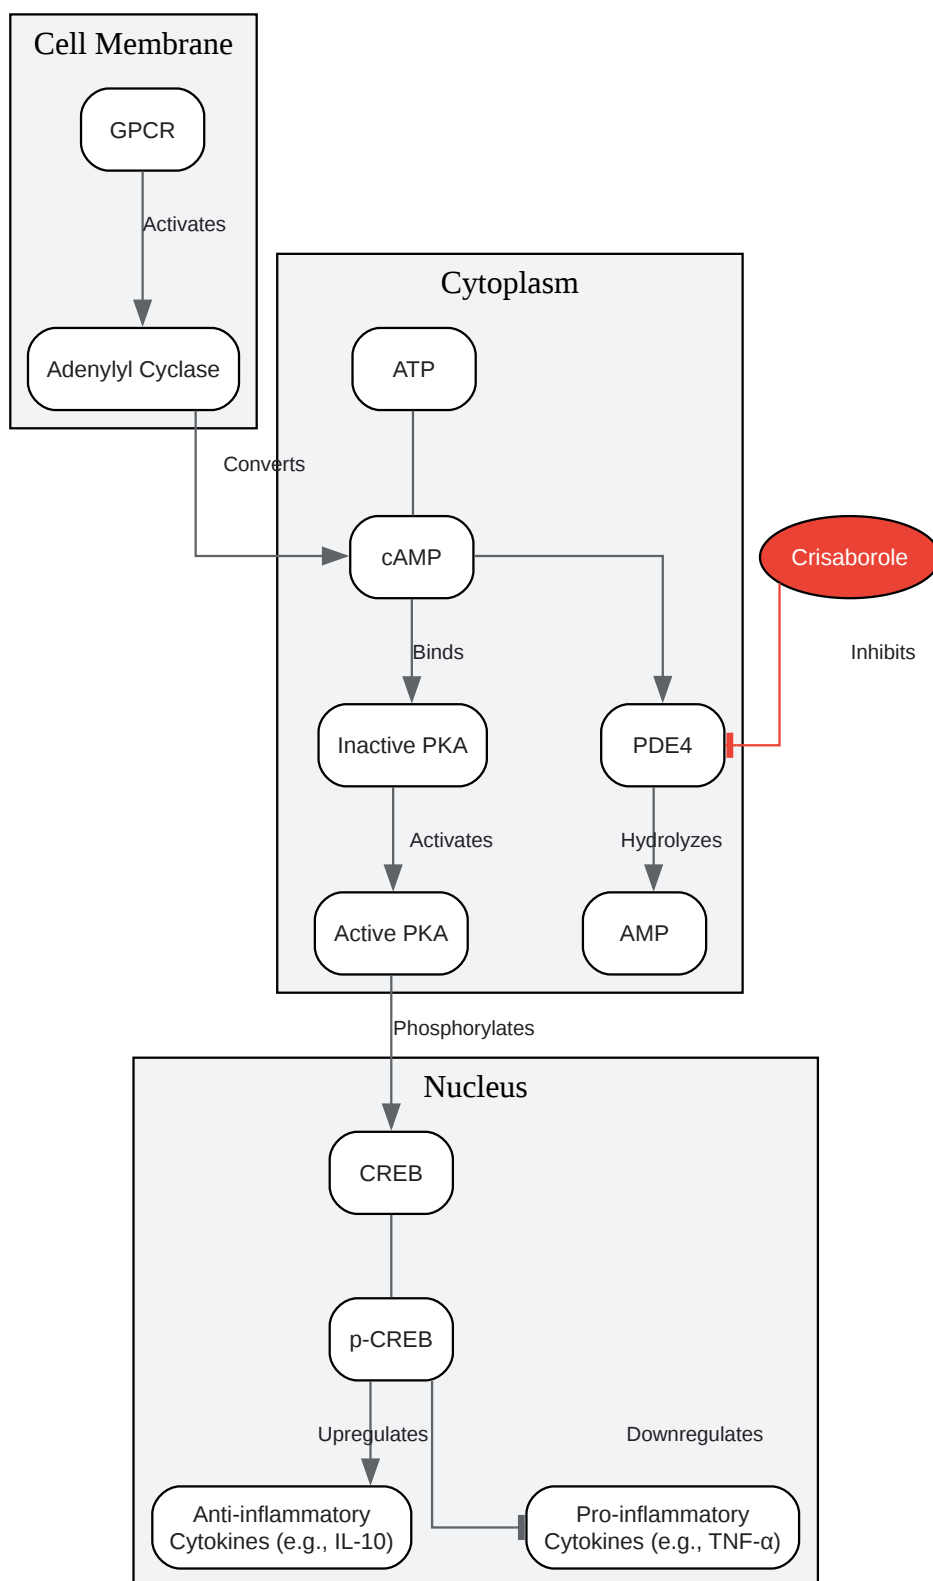 Cell Membrane
GPCR
Activates
Cytoplasm
Adenylyl Cyclase
ATP
Converts
cAMP
Crisaborole
Binds
Inhibits
Inactive PKA
PDE4
Activates
Hydrolyzes
Active PKA
AMP
Phosphorylates
Nucleus
CREB
p-CREB
Upregulates
Downregulates
Anti-inflammatory
Cytokines (e.g., IL-10)
Pro-inflammatory
Cytokines (e.g., TNF-α)